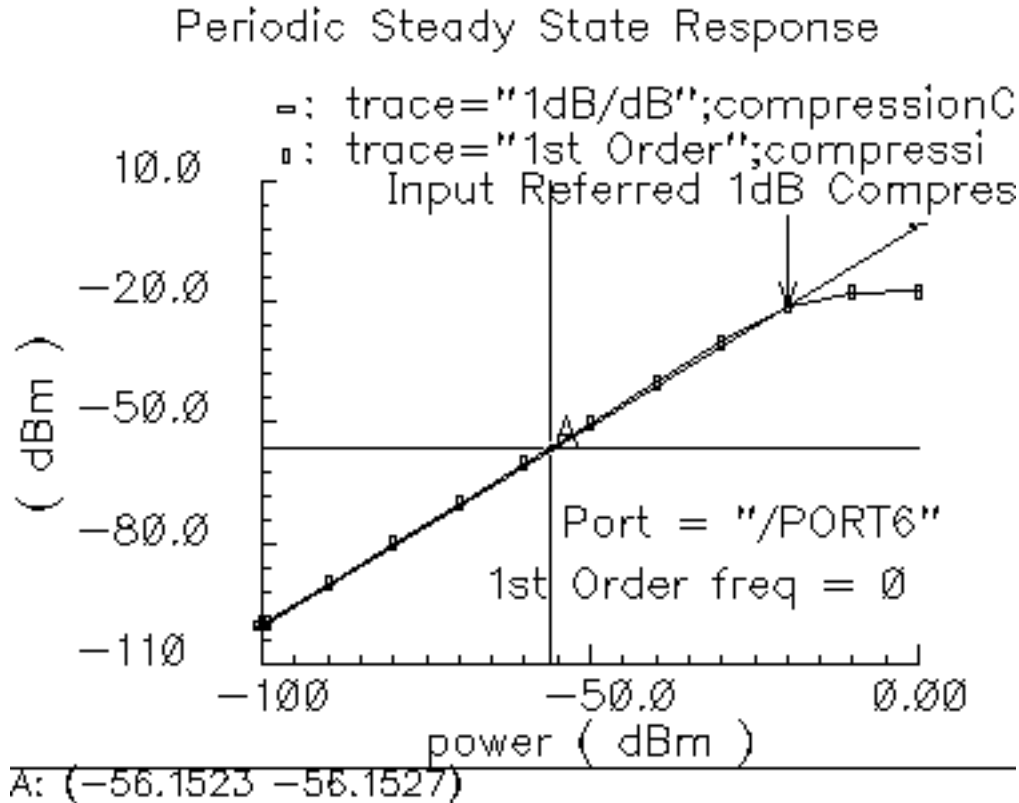 Periodic Steady State Response
-: trace="1dB/dB";compressionC
▯: trace="1st Order";compressi
Input Referred 1dB Compres
10.0
-20.0
-50.0
-80.0
-110
( dBm )
Port = "/PORT6"
1st Order freq = 0
A
-100
-50.0
0.00
power ( dBm )
A: (-56.1523 -56.1527)